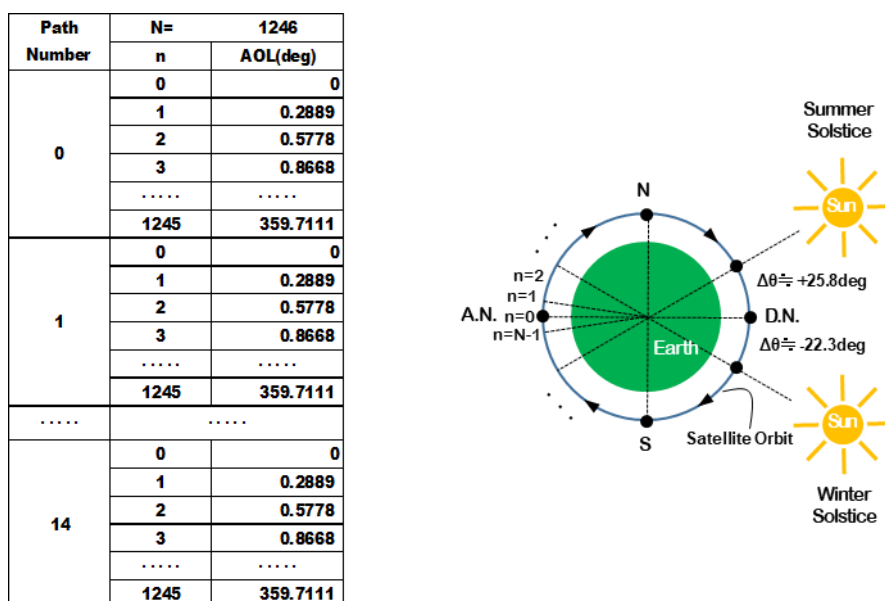 Path Number N= 1246
n AOL(deg)
0 0 0
1 0.2889
2 0.5778
3 0.8668
..... .....
1245 359.7111
1 0 0
1 0.2889
2 0.5778
3 0.8668
..... .....
1245 359.7111
..... .....
14 0 0
1 0.2889
2 0.5778
3 0.8668
..... .....
1245 359.7111
Summer
Solstice
Sun
N
...
n=2
n=1
A.N. n=0
n=N-1
...
Earth
Δθ≒ +25.8deg
D.N.
Δθ≒ -22.3deg
S
Satellite Orbit
Sun
Winter
Solstice